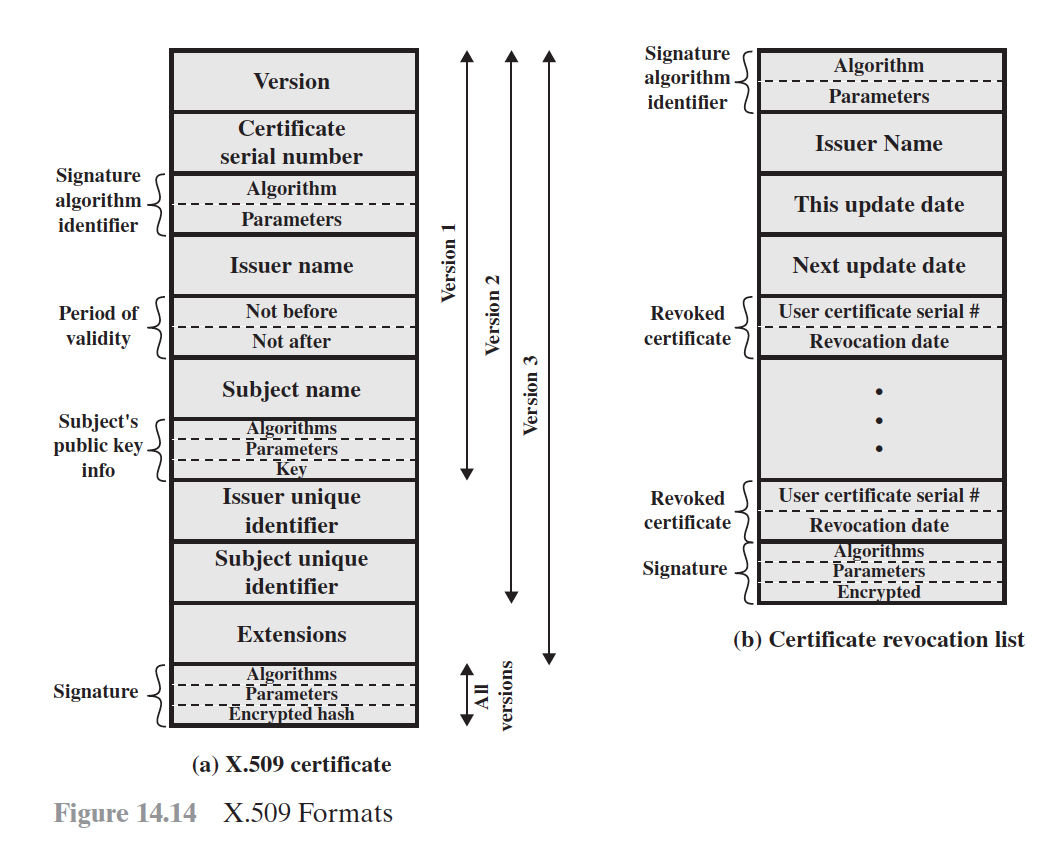 Version
Certificate
serial number
Signature
algorithm
identifier
Algorithm
Parameters
Issuer name
Period of
validity
Not before
Not after
Subject name
Subject's
public key
info
Algorithms
Parameters
Key
Issuer unique
identifier
Subject unique
identifier
Extensions
Signature
Algorithms
Parameters
Encrypted hash
Version 1
Version 2
Version 3
All
versions
(a) X.509 certificate
Signature
algorithm
identifier
Algorithm
Parameters
Issuer Name
This update date
Next update date
Revoked
certificate
User certificate serial #
Revocation date
Revoked
certificate
User certificate serial #
Revocation date
Signature
Algorithms
Parameters
Encrypted
(b) Certificate revocation list
Figure 14.14 X.509 Formats